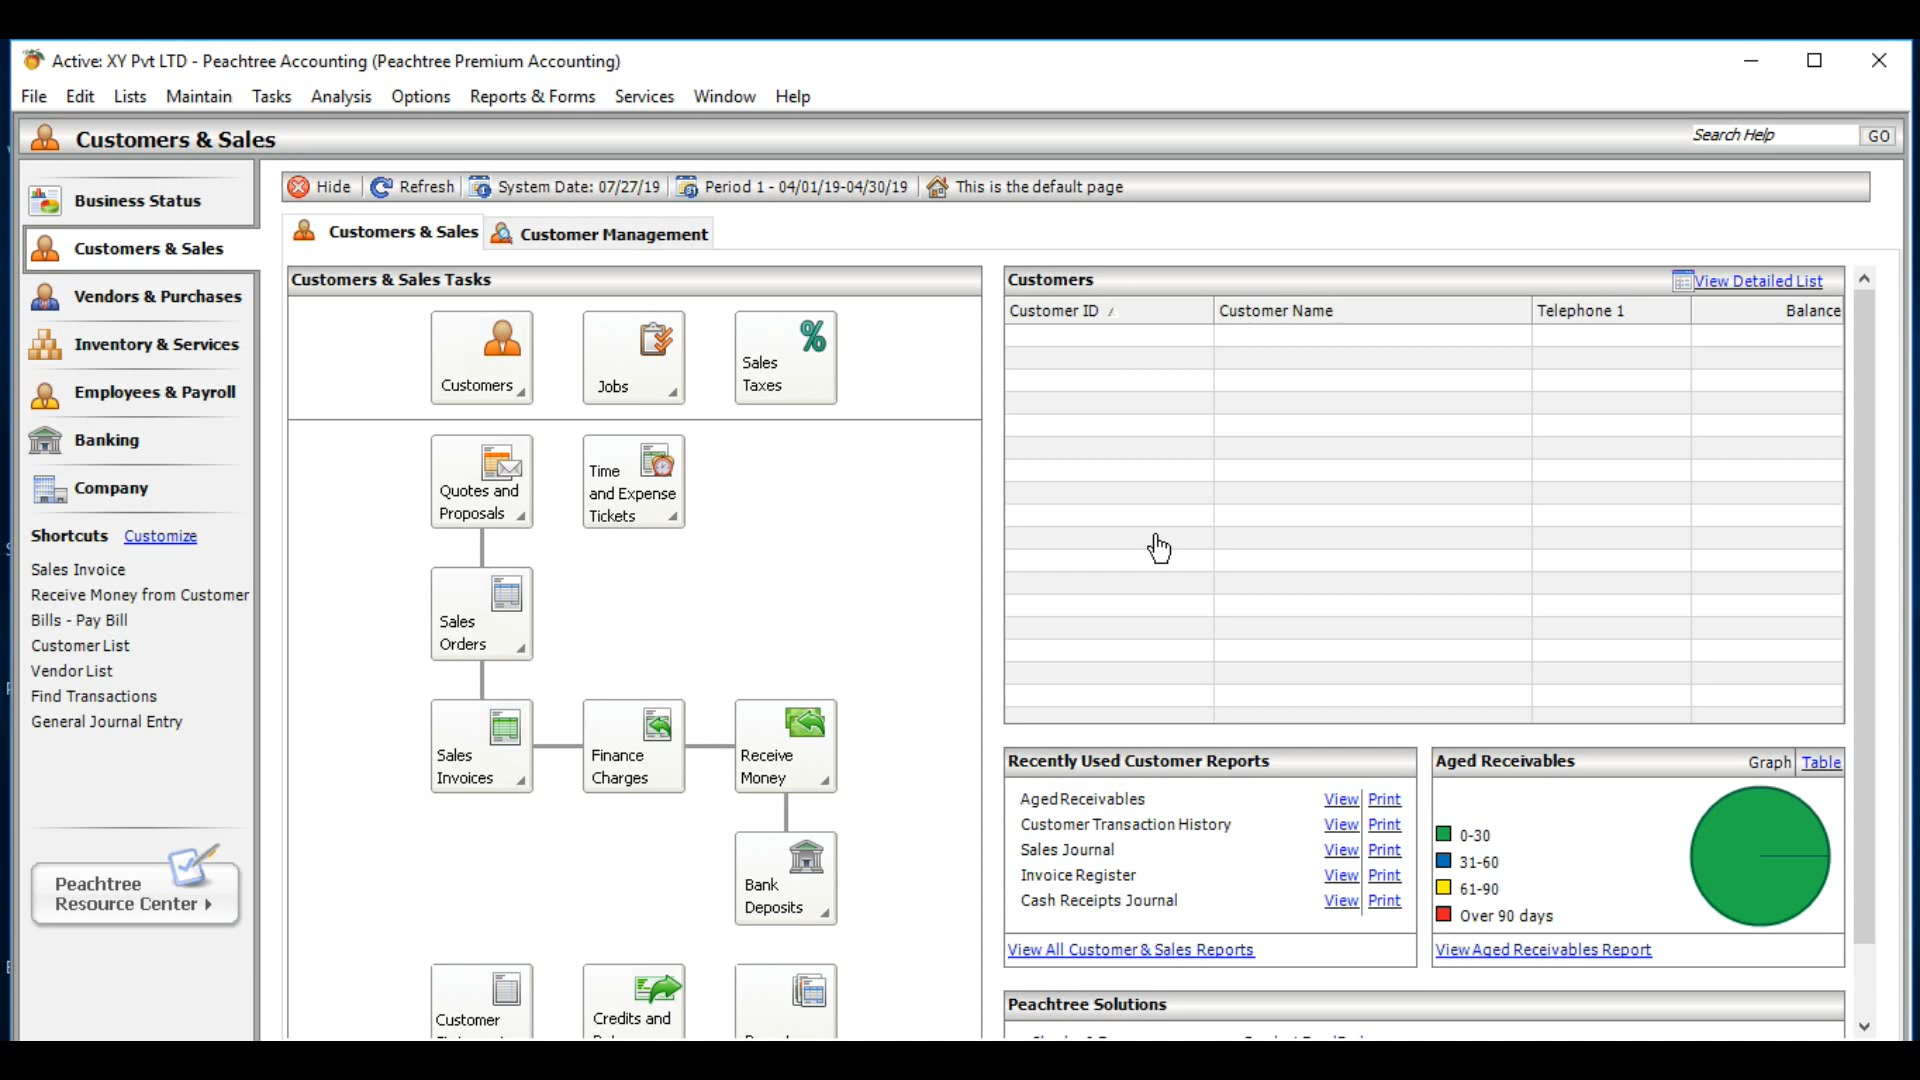 Active: XY Pvt LTD - Peachtree Accounting (Peachtree Premium Accounting)
File Edit Lists Maintain Tasks Analysis Options Reports & Forms Services Window Help
Customers & Sales
Search Help GO
Business Status
Customers & Sales
Vendors & Purchases
Inventory & Services
Employees & Payroll
Banking
Company
Shortcuts Customize
Sales Invoice
Receive Money from Customer
Bills - Pay Bill
Customer List
Vendor List
Find Transactions
General Journal Entry
Peachtree
Resource Center
Hide Refresh System Date: 07/27/19 Period 1 - 04/01/19-04/30/19 This is the default page
Customers & Sales Customer Management
Customers & Sales Tasks
Customers
Jobs
Sales
Taxes
Quotes and
Proposals
Time
and Expense
Tickets
Sales
Orders
Sales
Invoices
Finance
Charges
Receive
Money
Bank
Deposits
Customer
Credits and
Customers View Detailed List
Customer ID Customer Name Telephone 1 Balance
Recently Used Customer Reports
Aged Receivables View Print
Customer Transaction History View Print
Sales Journal View Print
Invoice Register View Print
Cash Receipts Journal View Print
View All Customer & Sales Reports
Aged Receivables Graph Table
0-30
31-60
61-90
Over 90 days
View Aged Receivables Report
Peachtree Solutions